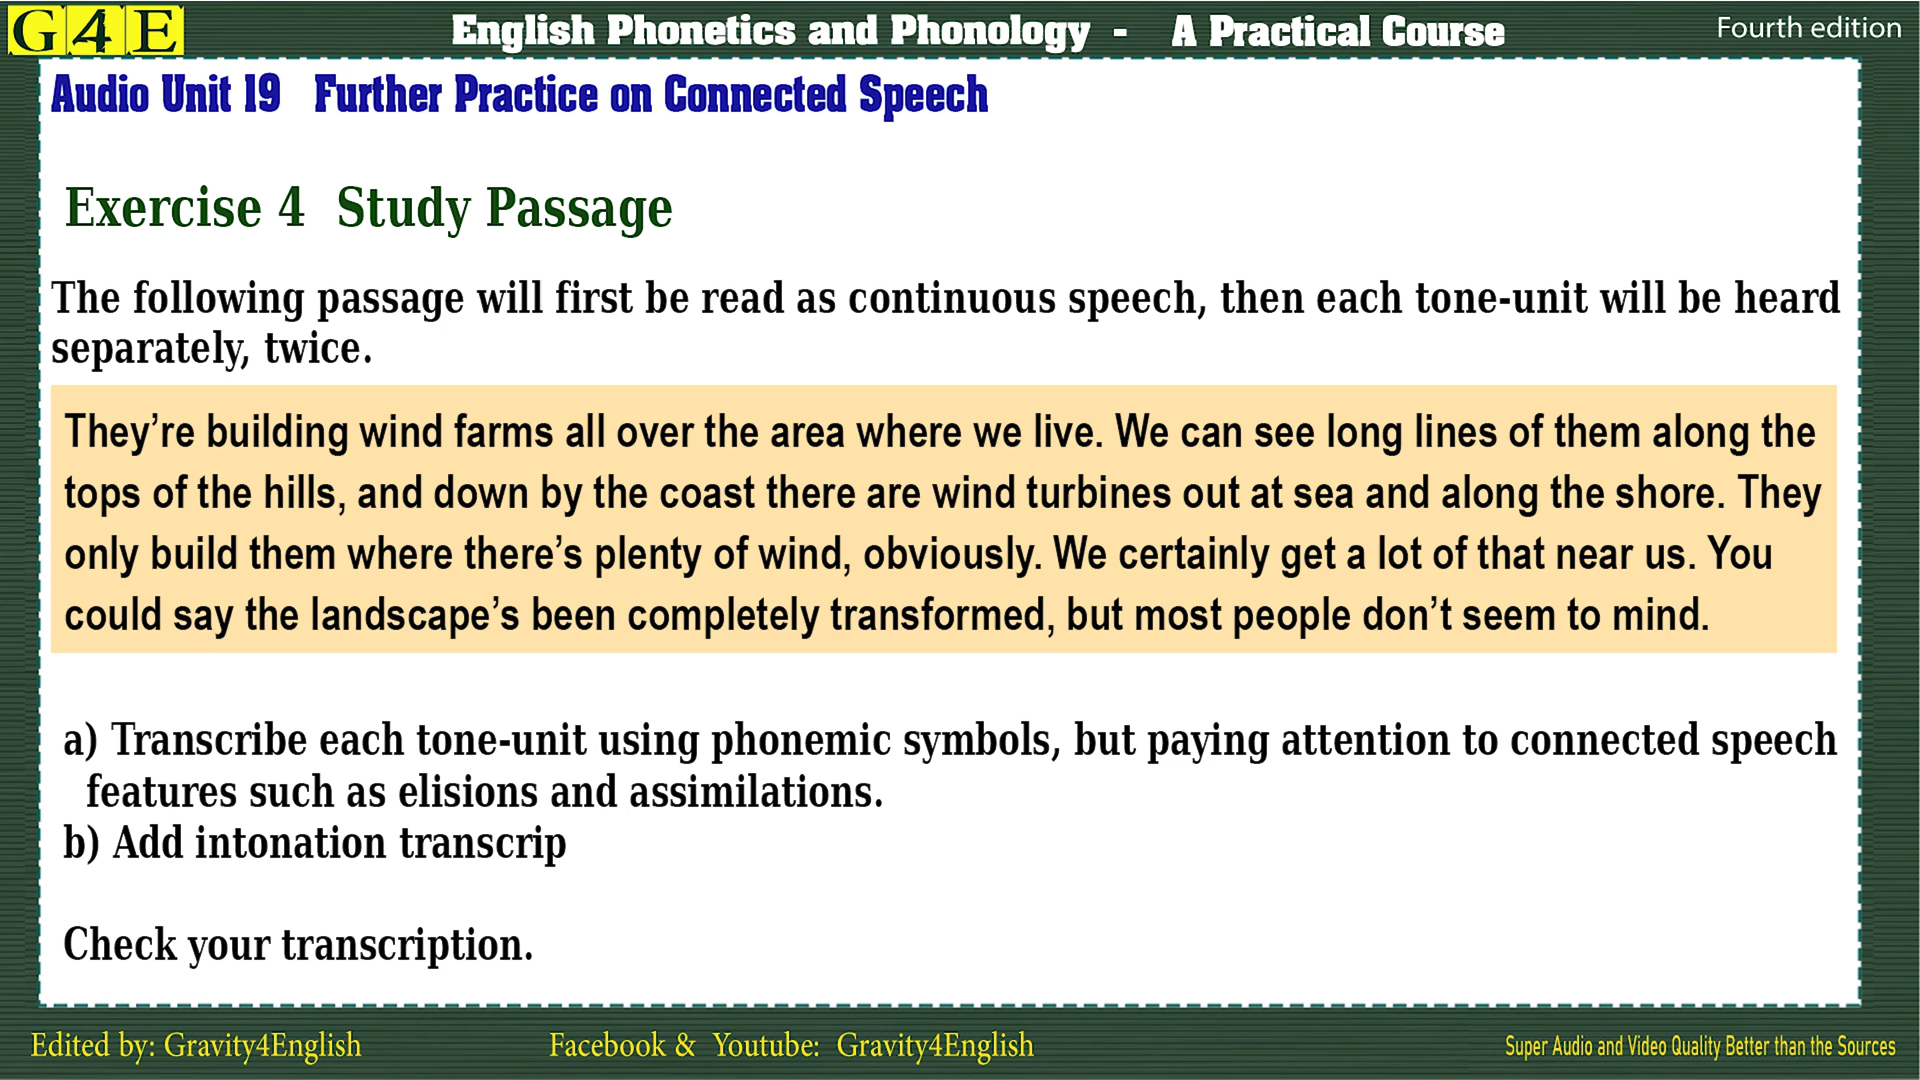 G4E English Phonetics and Phonology - A Practical Course Fourth edition
Audio Unit 19 Further Practice on Connected Speech
Exercise 4 Study Passage
The following passage will first be read as continuous speech, then each tone-unit will be heard
separately, twice.
They’re building wind farms all over the area where we live. We can see long lines of them along the
tops of the hills, and down by the coast there are wind turbines out at sea and along the shore. They
only build them where there’s plenty of wind, obviously. We certainly get a lot of that near us. You
could say the landscape’s been completely transformed, but most people don’t seem to mind.
a) Transcribe each tone-unit using phonemic symbols, but paying attention to connected speech
features such as elisions and assimilations.
b) Add intonation transcrip
Check your transcription.
Edited by: Gravity4English Facebook & Youtube: Gravity4English Super Audio and Video Quality Better than the Sources